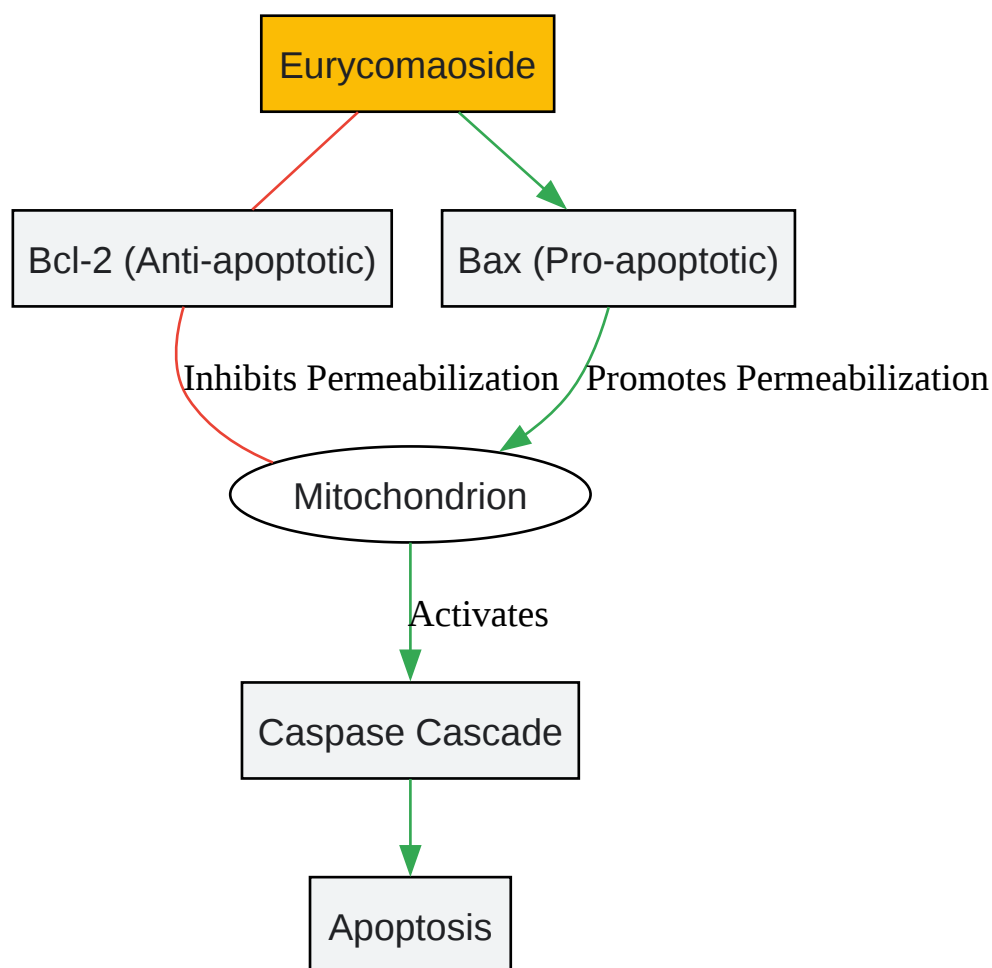 Eurycomaoside
Bcl-2 (Anti-apoptotic)
Bax (Pro-apoptotic)
Inhibits Permeabilization
Promotes Permeabilization
Mitochondrion
Activates
Caspase Cascade
Apoptosis